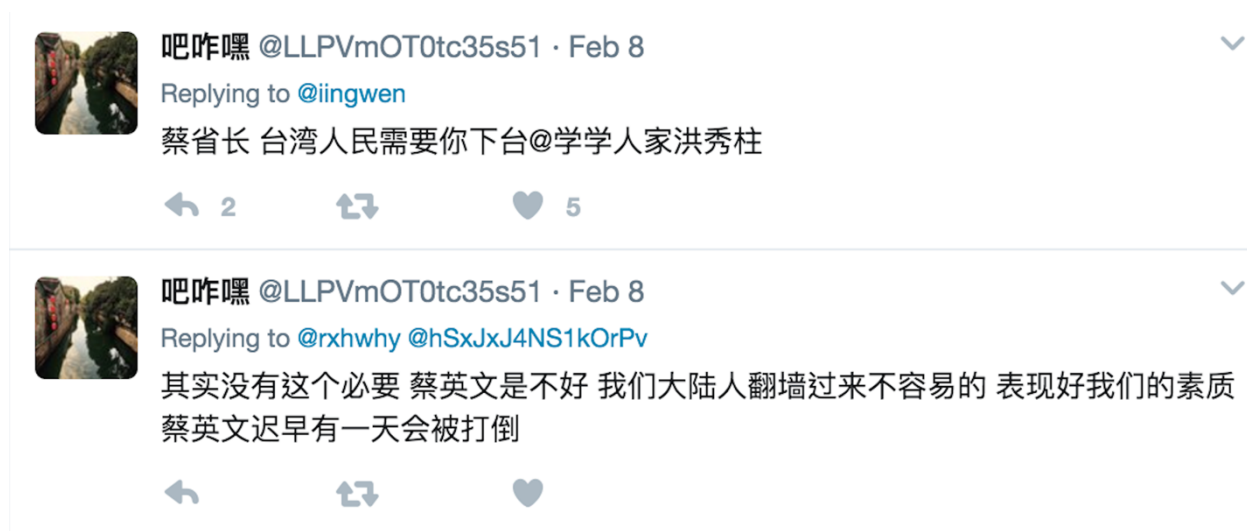 吧咋嘿 @LLPVmOT0tc35s51 · Feb 8
Replying to @iingwen
蔡省长 台湾人民需要你下台@学学人家洪秀柱
2 5
吧咋嘿 @LLPVmOT0tc35s51 · Feb 8
Replying to @rxhwhy @hSxJxJ4NS1kOrPv
其实没有这个必要 蔡英文是不好 我们大陆人翻墙过来不容易的 表现好我们的素质
蔡英文迟早有一天会被打倒